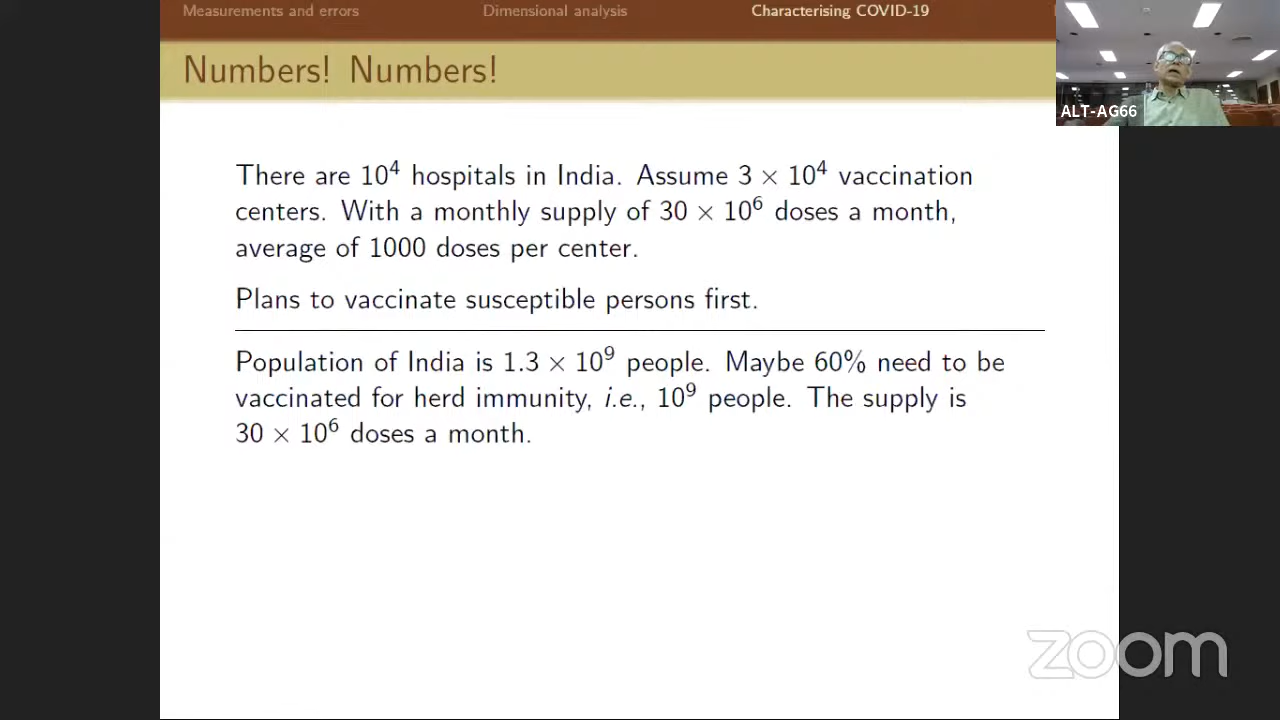 Measurements and errors Dimensional analysis Characterising COVID-19
Numbers! Numbers!
ALT-AG66
There are 10⁴ hospitals in India. Assume 3 × 10⁴ vaccination
centers. With a monthly supply of 30 × 10⁶ doses a month,
average of 1000 doses per center.
Plans to vaccinate susceptible persons first.
Population of India is 1.3 × 10⁹ people. Maybe 60% need to be
vaccinated for herd immunity, i.e., 10⁹ people. The supply is
30 × 10⁶ doses a month.
zoom